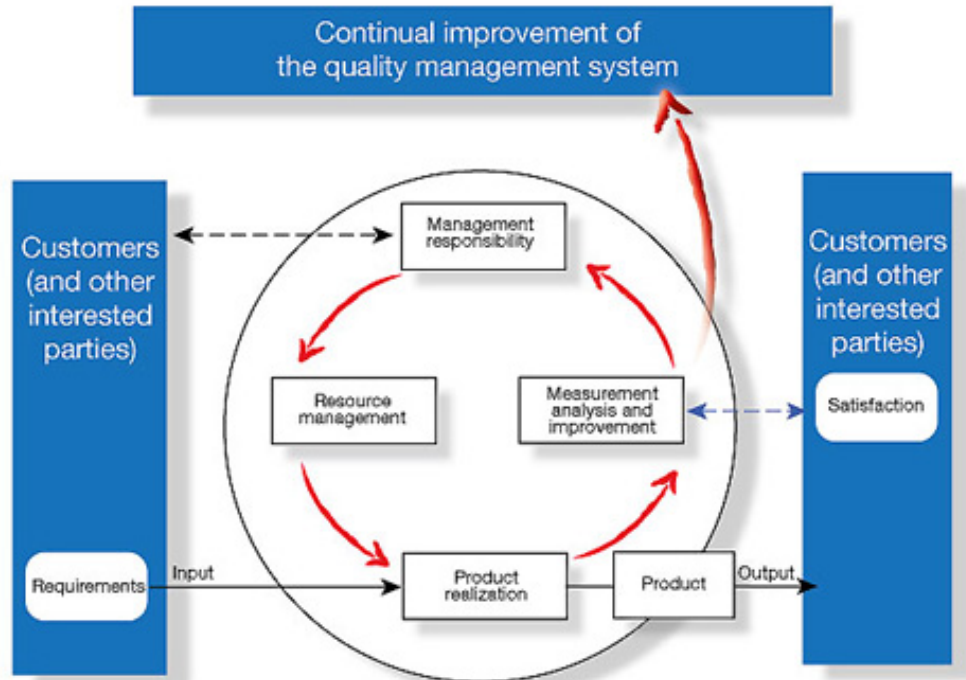 Continual improvement of
the quality management system
Customers
(and other
interested
parties)
Management
responsibility
Customers
(and other
interested
parties)
Resource
management
Measurement
analysis and
improvement
Satisfaction
Requirements
Input
Product
realization
Product
Output